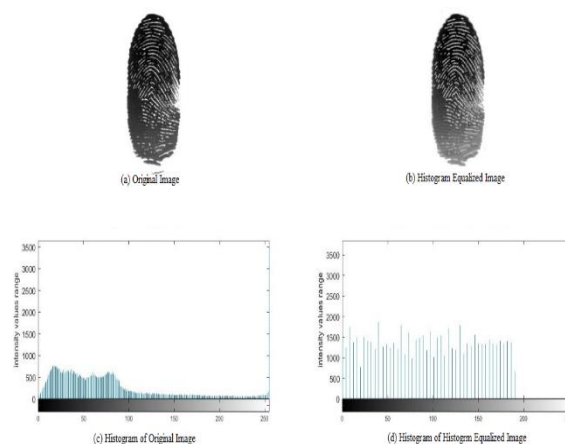 (a) Original Image
(b) Histogram Equalized Image
3500
3000
2500
2000
1500
1000
500
0
intensity values range
0 50 100 150 200 250
(c) Histogram of Original Image
3500
3000
2500
2000
1500
1000
500
0
intensity values range
0 50 100 150 200 250
(d) Histogram of Histogrm Equalized Image